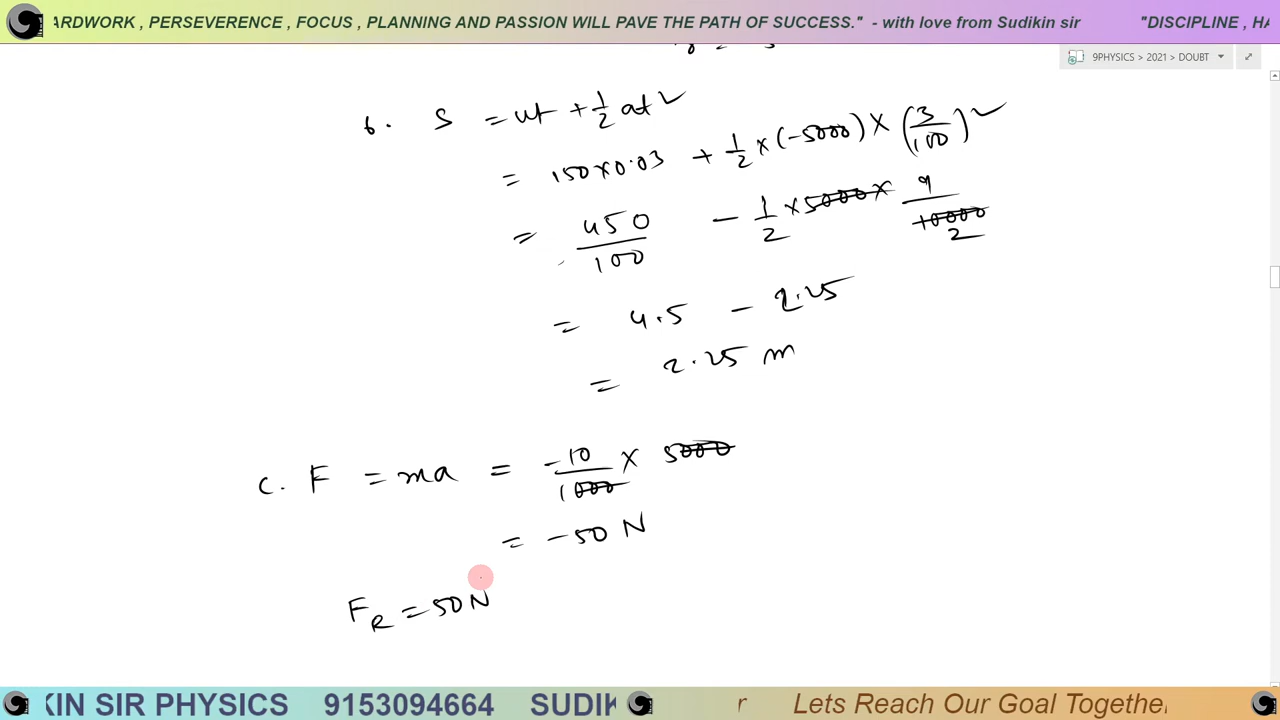 ARDWORK , PERSEVERENCE , FOCUS , PLANNING AND PASSION WILL PAVE THE PATH OF SUCCESS." - with love from Sudikin sir "DISCIPLINE , HA
9PHYSICS > 2021 > DOUBT
b. S = ut + 1/2 at²
= 150 × 0.03 + 1/2 × (-5000) × (3/100)²
= 450/100 - 1/2 × 5000 × 9/10000 2
= 4.5 - 2.25
= 2.25 m
c. F = ma = -10/1000 × 5000
= -50 N
F_R = 50 N
KIN SIR PHYSICS 9153094664 SUDIK r Lets Reach Our Goal Together